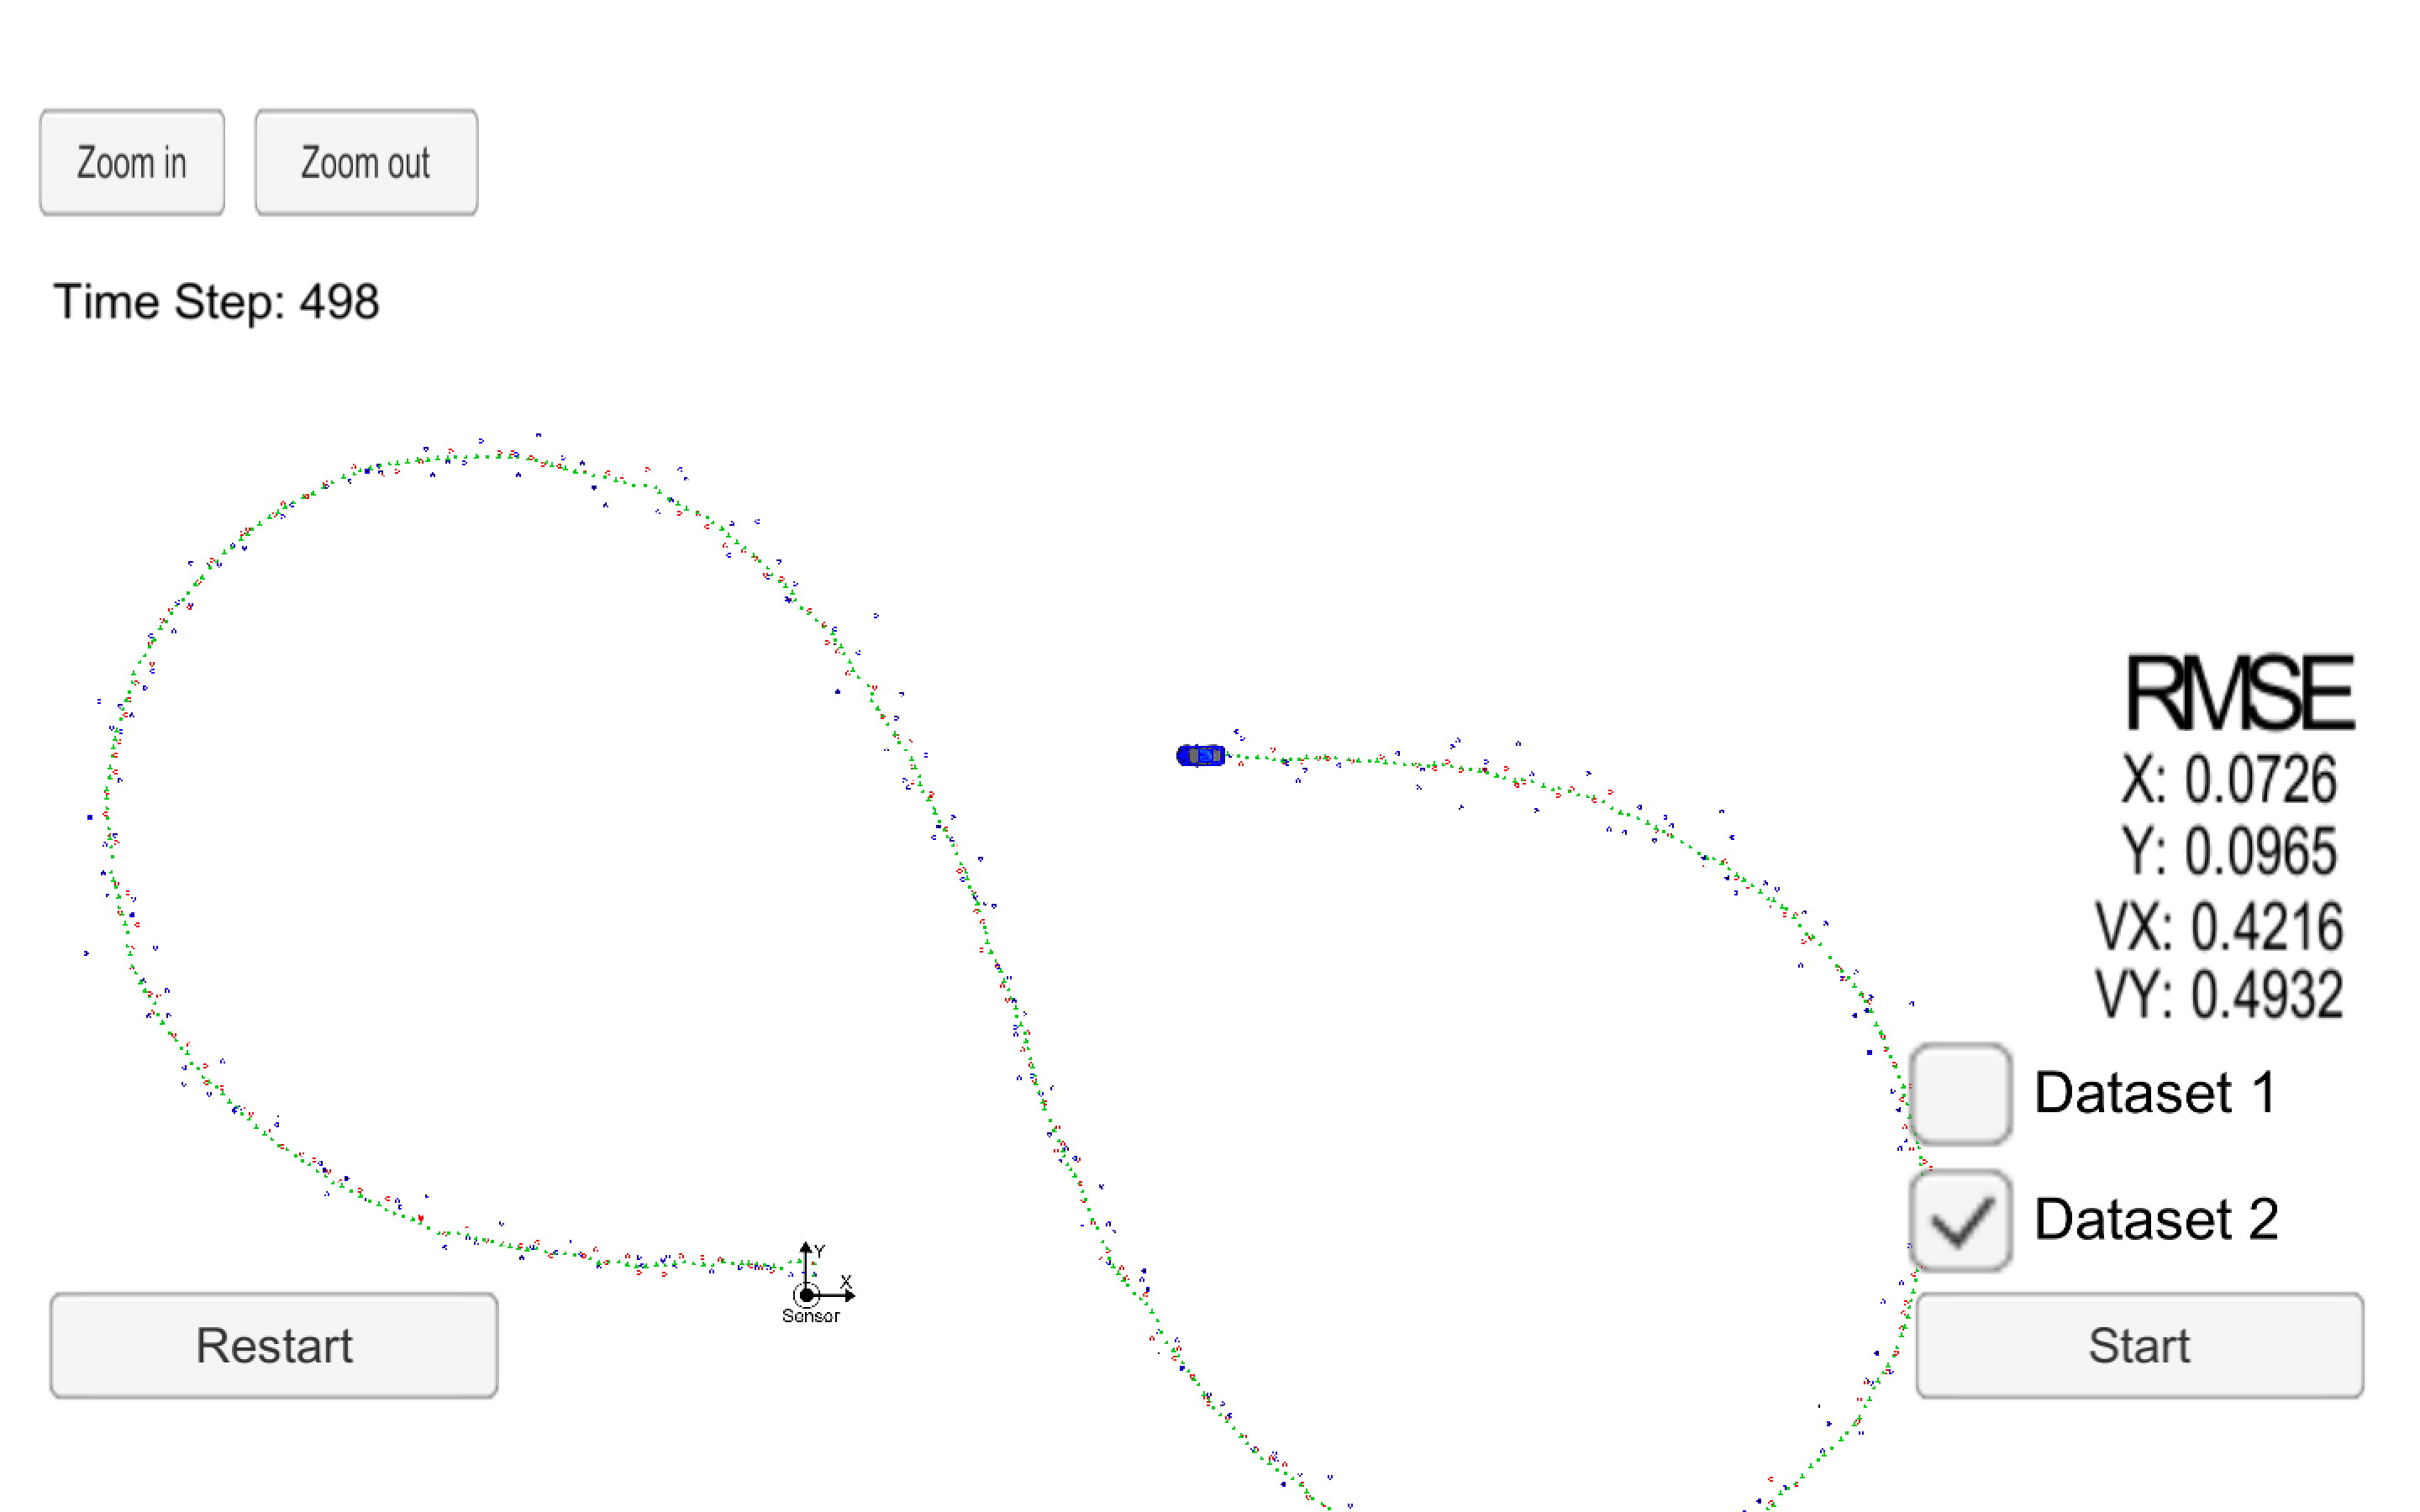 Zoom in
Zoom out
Time Step: 498
RMSE
X: 0.0726
Y: 0.0965
VX: 0.4216
VY: 0.4932
Dataset 1
Dataset 2
Y
X
Sensor
Restart
Start